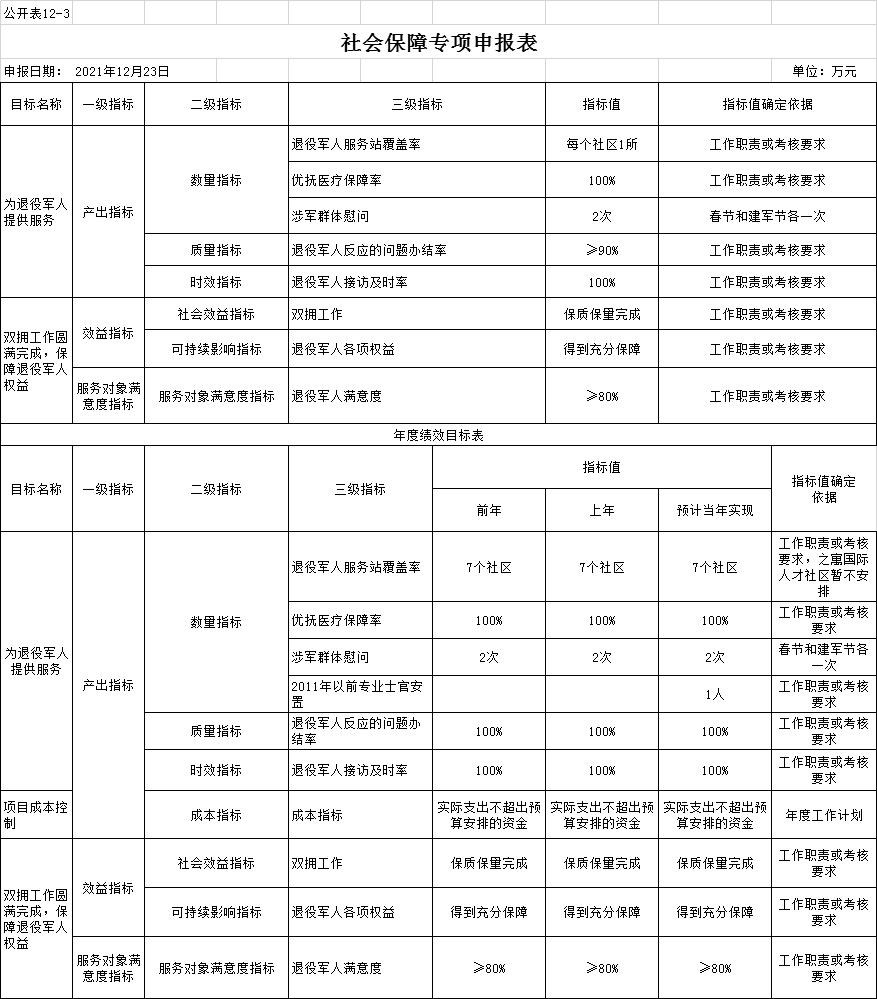 公开表12-3
社会保障专项申报表
申报日期： 2021年12月23日 单位：万元
目标名称 一级指标 二级指标 三级指标 指标值 指标值确定依据
为退役军人
提供服务
产出指标
数量指标
退役军人服务站覆盖率 每个社区1所 工作职责或考核要求
优抚医疗保障率 100% 工作职责或考核要求
涉军群体慰问 2次 春节和建军节各一次
质量指标 退役军人反应的问题办结率 ≥90% 工作职责或考核要求
时效指标 退役军人接访及时率 100% 工作职责或考核要求
双拥工作圆
满完成，保
障退役军人
权益
效益指标
社会效益指标 双拥工作 保质保量完成 工作职责或考核要求
可持续影响指标 退役军人各项权益 得到充分保障 工作职责或考核要求
服务对象满
意度指标
服务对象满意度指标 退役军人满意度 ≥80% 工作职责或考核要求
年度绩效目标表
目标名称 一级指标 二级指标 三级指标
指标值
前年 上年 预计当年实现
指标值确定
依据
为退役军人
提供服务
产出指标
数量指标
退役军人服务站覆盖率 7个社区 7个社区 7个社区
工作职责或考核
要求，之寓国际
人才社区暂不安
排
优抚医疗保障率 100% 100% 100%
工作职责或考核
要求
涉军群体慰问 2次 2次 2次
春节和建军节各
一次
2011年以前专业士官安
置
1人
工作职责或考核
要求
质量指标
退役军人反应的问题办
结率
100% 100% 100%
工作职责或考核
要求
时效指标 退役军人接访及时率 100% 100% 100%
工作职责或考核
要求
项目成本控
制
成本指标 成本指标
实际支出不超出预
算安排的资金
实际支出不超出预
算安排的资金
实际支出不超出预
算安排的资金
年度工作计划
双拥工作圆
满完成，保
障退役军人
权益
效益指标
社会效益指标 双拥工作 保质保量完成 保质保量完成 保质保量完成
工作职责或考核
要求
可持续影响指标 退役军人各项权益 得到充分保障 得到充分保障 得到充分保障
工作职责或考核
要求
服务对象满
意度指标
服务对象满意度指标 退役军人满意度 ≥80% ≥80% ≥80%
工作职责或考核
要求